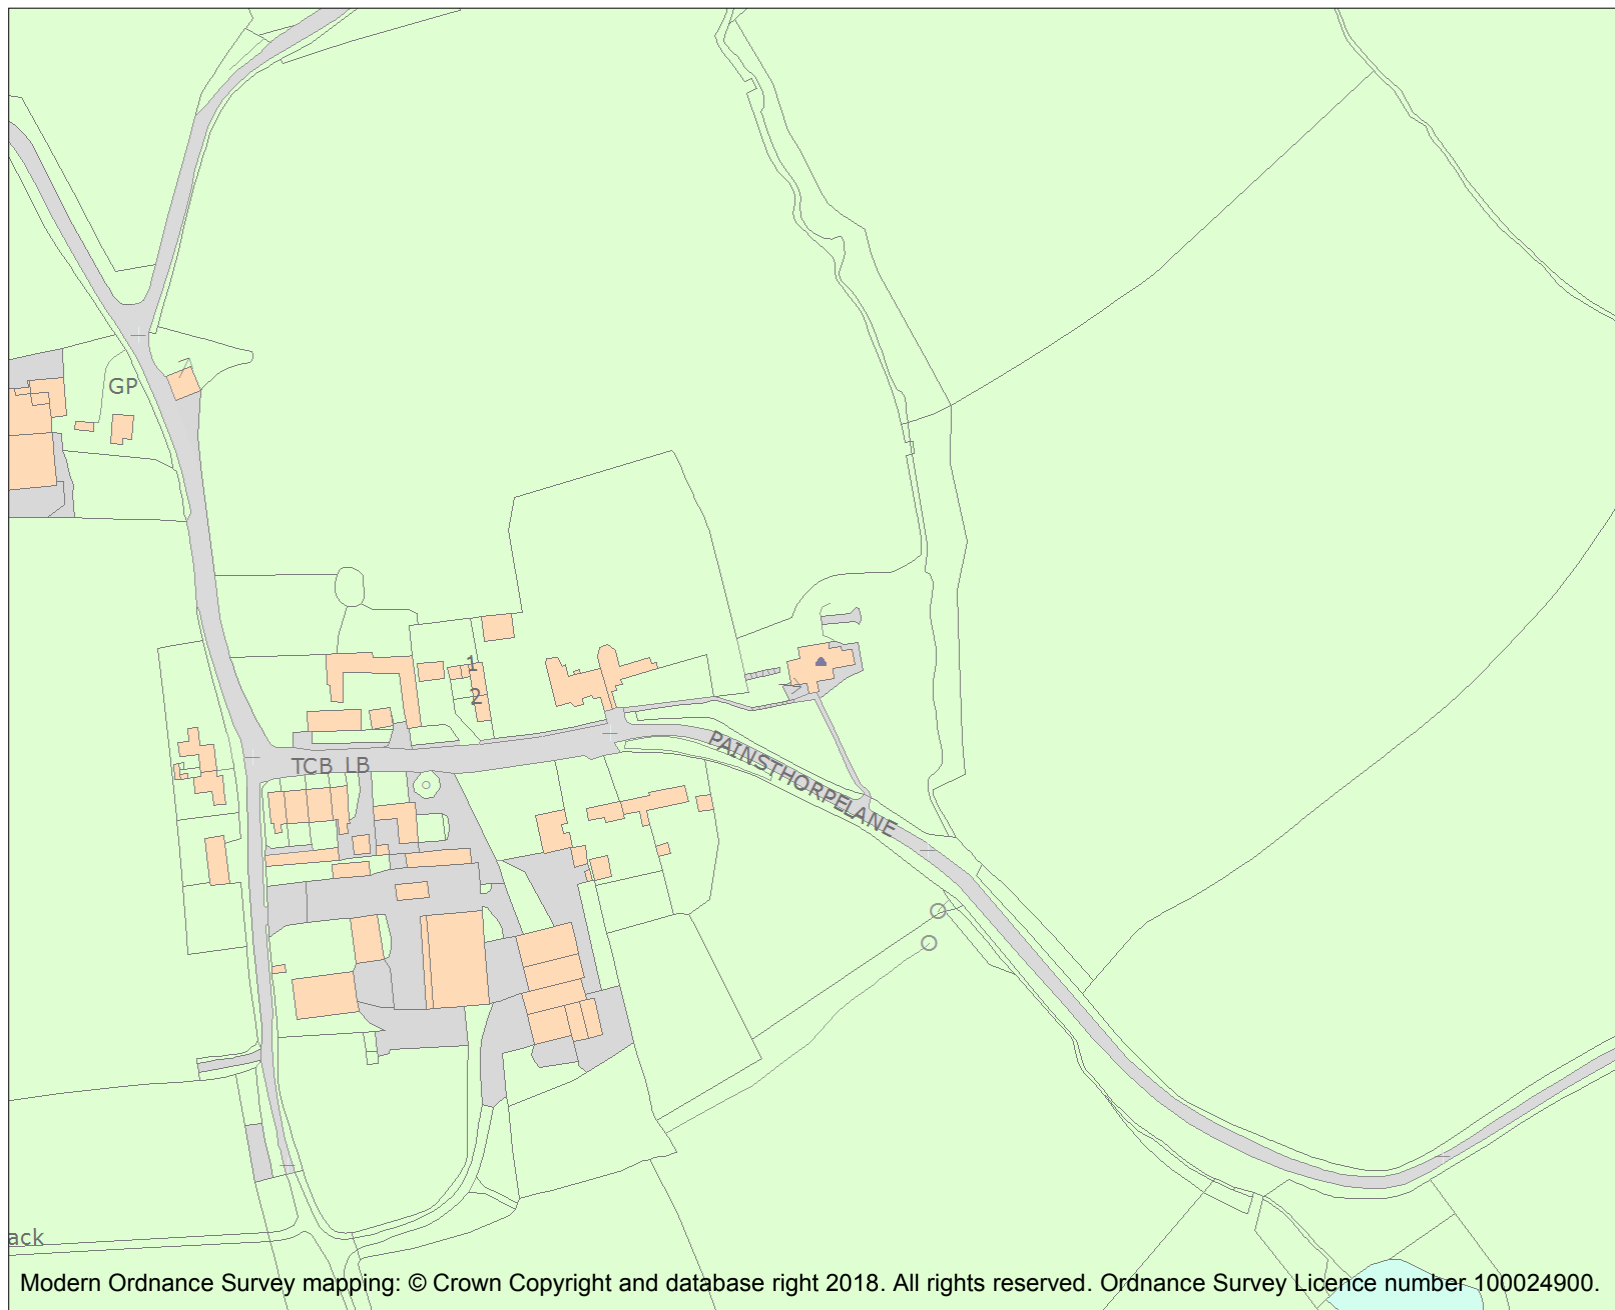 GP
1
2
PAINSTHORPELANE
TCB LB
ack
Modern Ordnance Survey mapping: © Crown Copyright and database right 2018. All rights reserved. Ordnance Survey Licence number 100024900.